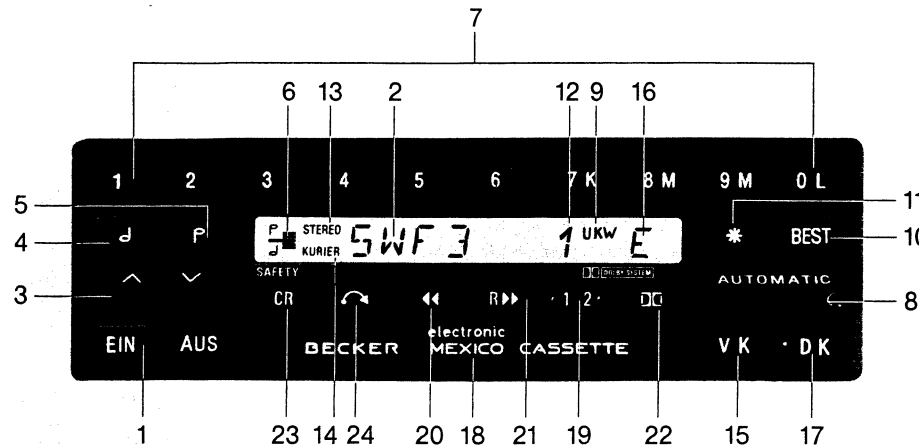 7
6 13 2 12 9 16
1 2 3 4 5 6 7 K 8 M 9 M 0 L
5
11
4
STEREO
KURIER
SWF 3 1 UKW E
* BEST
10
SAFETY
DOLBY SYSTEM
AUTOMATIC
3
8
CR R 1 2
EIN AUS
electronic
BECKER MEXICO CASSETTE
VK DK
1 23 14 24 20 18 21 19 22 15 17